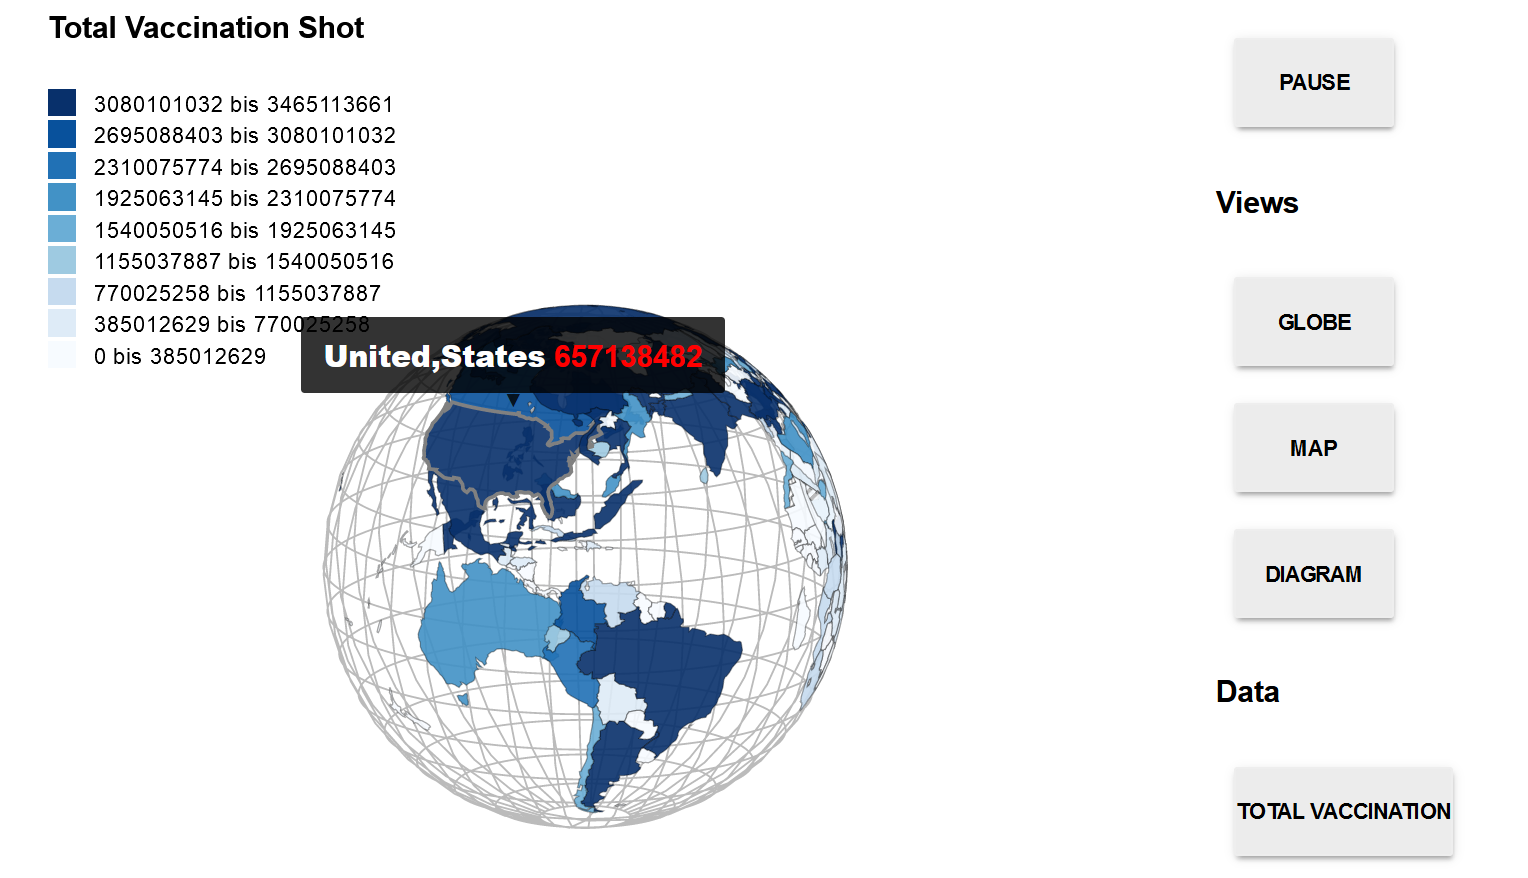 Total Vaccination Shot
3080101032 bis 3465113661
2695088403 bis 3080101032
2310075774 bis 2695088403
1925063145 bis 2310075774
1540050516 bis 1925063145
1155037887 bis 1540050516
770025258 bis 1155037887
385012629 bis 770025258
0 bis 385012629
United,States 657138482
PAUSE
Views
GLOBE
MAP
DIAGRAM
Data
TOTAL VACCINATION